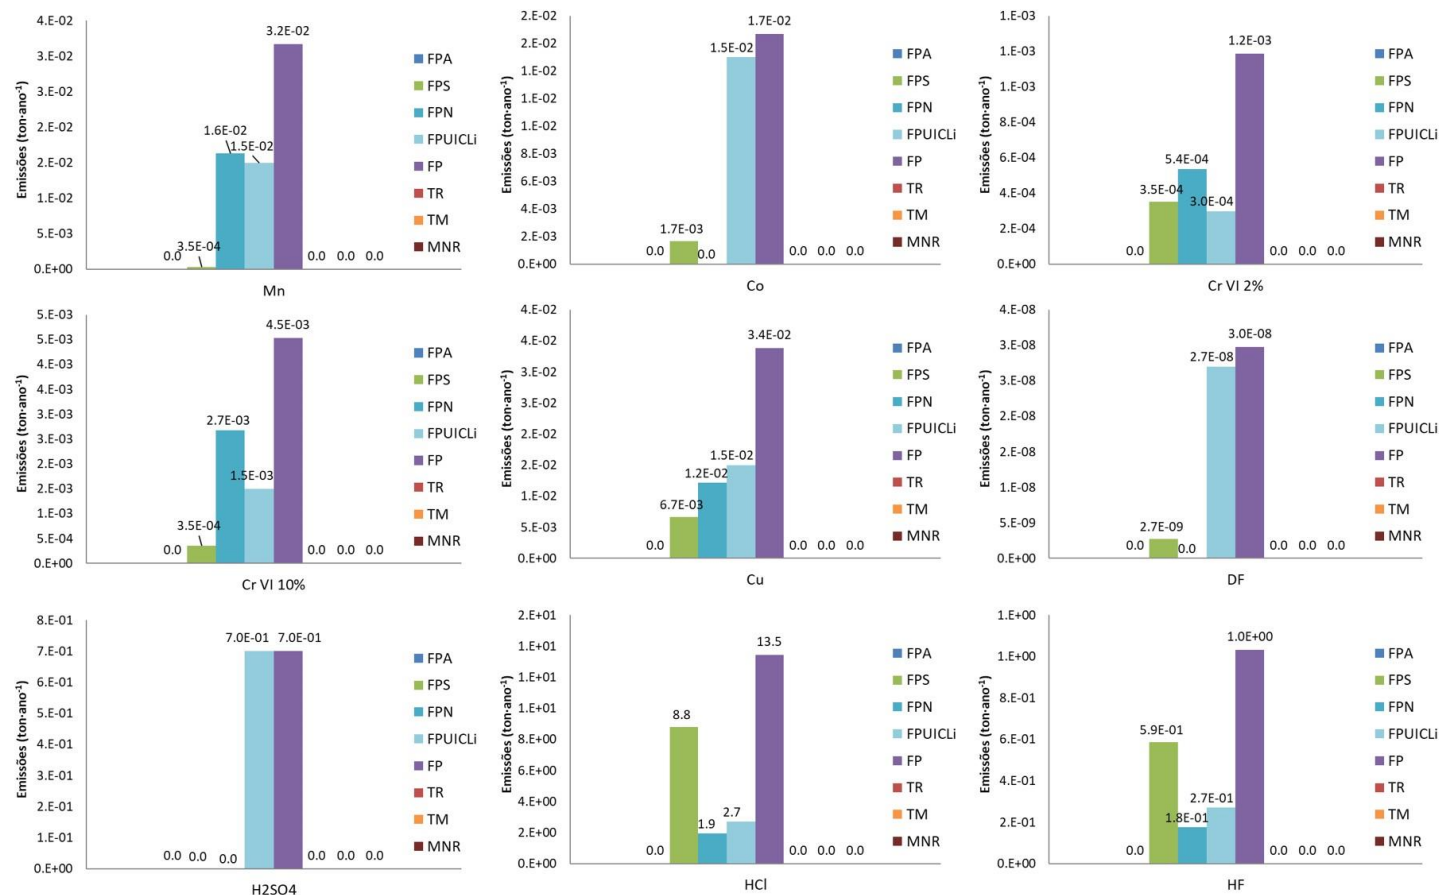 Emissões (ton·ano⁻¹)
4.E-02
3.E-02
3.E-02
2.E-02
2.E-02
1.E-02
5.E-03
0.E+00
0.0
3.5E-04
1.6E-02
1.5E-02
3.2E-02
0.0 0.0 0.0
Mn
FPA
FPS
FPN
FPUICLi
FP
TR
TM
MNR
Emissões (ton·ano⁻¹)
2.E-02
2.E-02
1.E-02
1.E-02
1.E-02
8.E-03
6.E-03
4.E-03
2.E-03
0.E+00
0.0
1.7E-03
0.0
1.5E-02
1.7E-02
0.0 0.0 0.0
Co
FPA
FPS
FPN
FPUICLi
FP
TR
TM
MNR
Emissões (ton·ano⁻¹)
1.E-03
1.E-03
1.E-03
8.E-04
6.E-04
4.E-04
2.E-04
0.E+00
0.0
3.5E-04
5.4E-04
3.0E-04
1.2E-03
0.0 0.0 0.0
Cr VI 2%
FPA
FPS
FPN
FPUICLi
FP
TR
TM
MNR
Emissões (ton·ano⁻¹)
5.E-03
5.E-03
4.E-03
4.E-03
3.E-03
3.E-03
2.E-03
2.E-03
1.E-03
5.E-04
0.E+00
0.0
3.5E-04
2.7E-03
1.5E-03
4.5E-03
0.0 0.0 0.0
Cr VI 10%
FPA
FPS
FPN
FPUICLi
FP
TR
TM
MNR
Emissões (ton·ano⁻¹)
4.E-02
4.E-02
3.E-02
3.E-02
2.E-02
2.E-02
1.E-02
5.E-03
0.E+00
0.0
6.7E-03
1.2E-02
1.5E-02
3.4E-02
0.0 0.0 0.0
Cu
FPA
FPS
FPN
FPUICLi
FP
TR
TM
MNR
Emissões (ton·ano⁻¹)
4.E-08
3.E-08
3.E-08
2.E-08
2.E-08
1.E-08
5.E-09
0.E+00
0.0
2.7E-09
0.0
2.7E-08
3.0E-08
0.0 0.0 0.0
DF
FPA
FPS
FPN
FPUICLi
FP
TR
TM
MNR
Emissões (ton·ano⁻¹)
8.E-01
7.E-01
6.E-01
5.E-01
4.E-01
3.E-01
2.E-01
1.E-01
0.E+00
0.0 0.0 0.0
7.0E-01
7.0E-01
0.0 0.0 0.0
H2SO4
FPA
FPS
FPN
FPUICLi
FP
TR
TM
MNR
Emissões (ton·ano⁻¹)
2.E+01
1.E+01
1.E+01
1.E+01
8.E+00
6.E+00
4.E+00
2.E+00
0.E+00
0.0
8.8
1.9
2.7
13.5
0.0 0.0 0.0
HCl
FPA
FPS
FPN
FPUICLi
FP
TR
TM
MNR
Emissões (ton·ano⁻¹)
1.E+00
1.E+00
8.E-01
6.E-01
4.E-01
2.E-01
0.E+00
0.0
5.9E-01
1.8E-01
2.7E-01
1.0E+00
0.0 0.0 0.0
HF
FPA
FPS
FPN
FPUICLi
FP
TR
TM
MNR